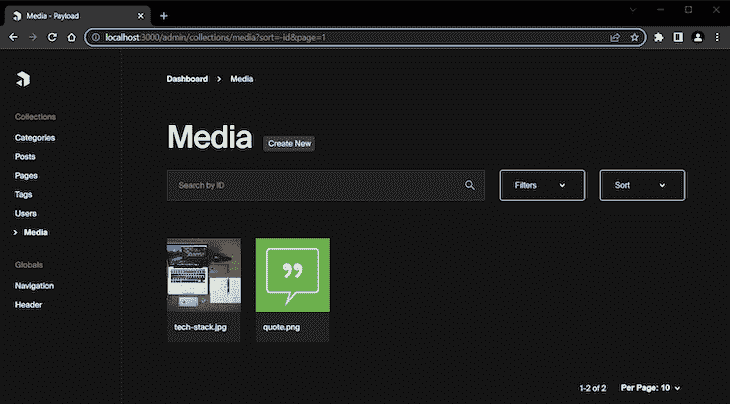 Media - Payload
localhost:3000/admin/collections/media?sort=-id&page=1
Dashboard > Media
Collections
Categories
Posts
Pages
Tags
Users
Media
Globals
Navigation
Header
Media
Create New
Search by ID
Filters
Sort
tech-stack.jpg
quote.png
1-2 of 2
Per Page: 10